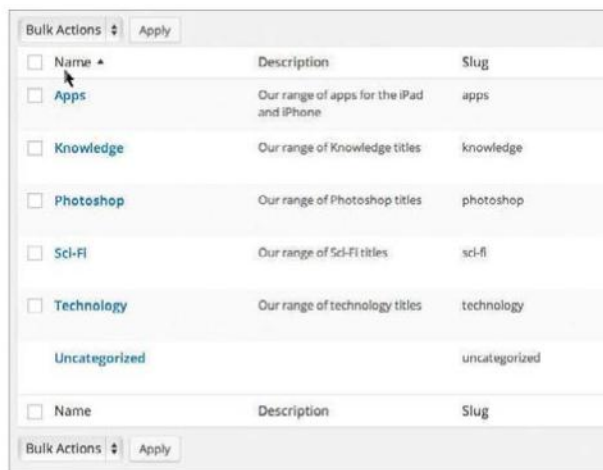 Bulk Actions Apply
Name Description Slug
Apps Our range of apps for the iPad apps
and iPhone
Knowledge Our range of Knowledge titles knowledge
Photoshop Our range of Photoshop titles photoshop
Sci-Fi Our range of Sci-Fi titles sci-fi
Technology Our range of technology titles technology
Uncategorized uncategorized
Name Description Slug
Bulk Actions Apply